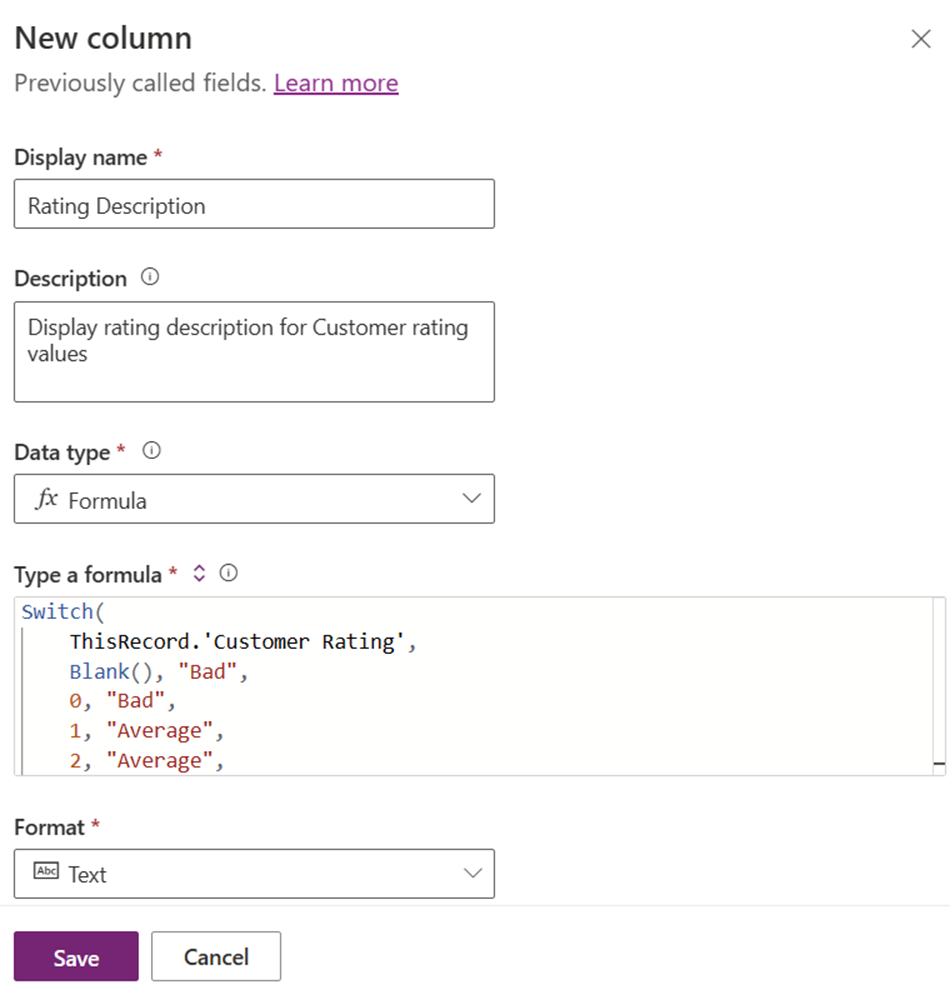 New column
Previously called fields. Learn more
Display name *
Rating Description
Description
Display rating description for Customer rating
values
Data type *
fx Formula
Type a formula *
Switch(
    ThisRecord.'Customer Rating',
    Blank(), "Bad",
    0, "Bad",
    1, "Average",
    2, "Average",
Format *
Abc Text
Save Cancel